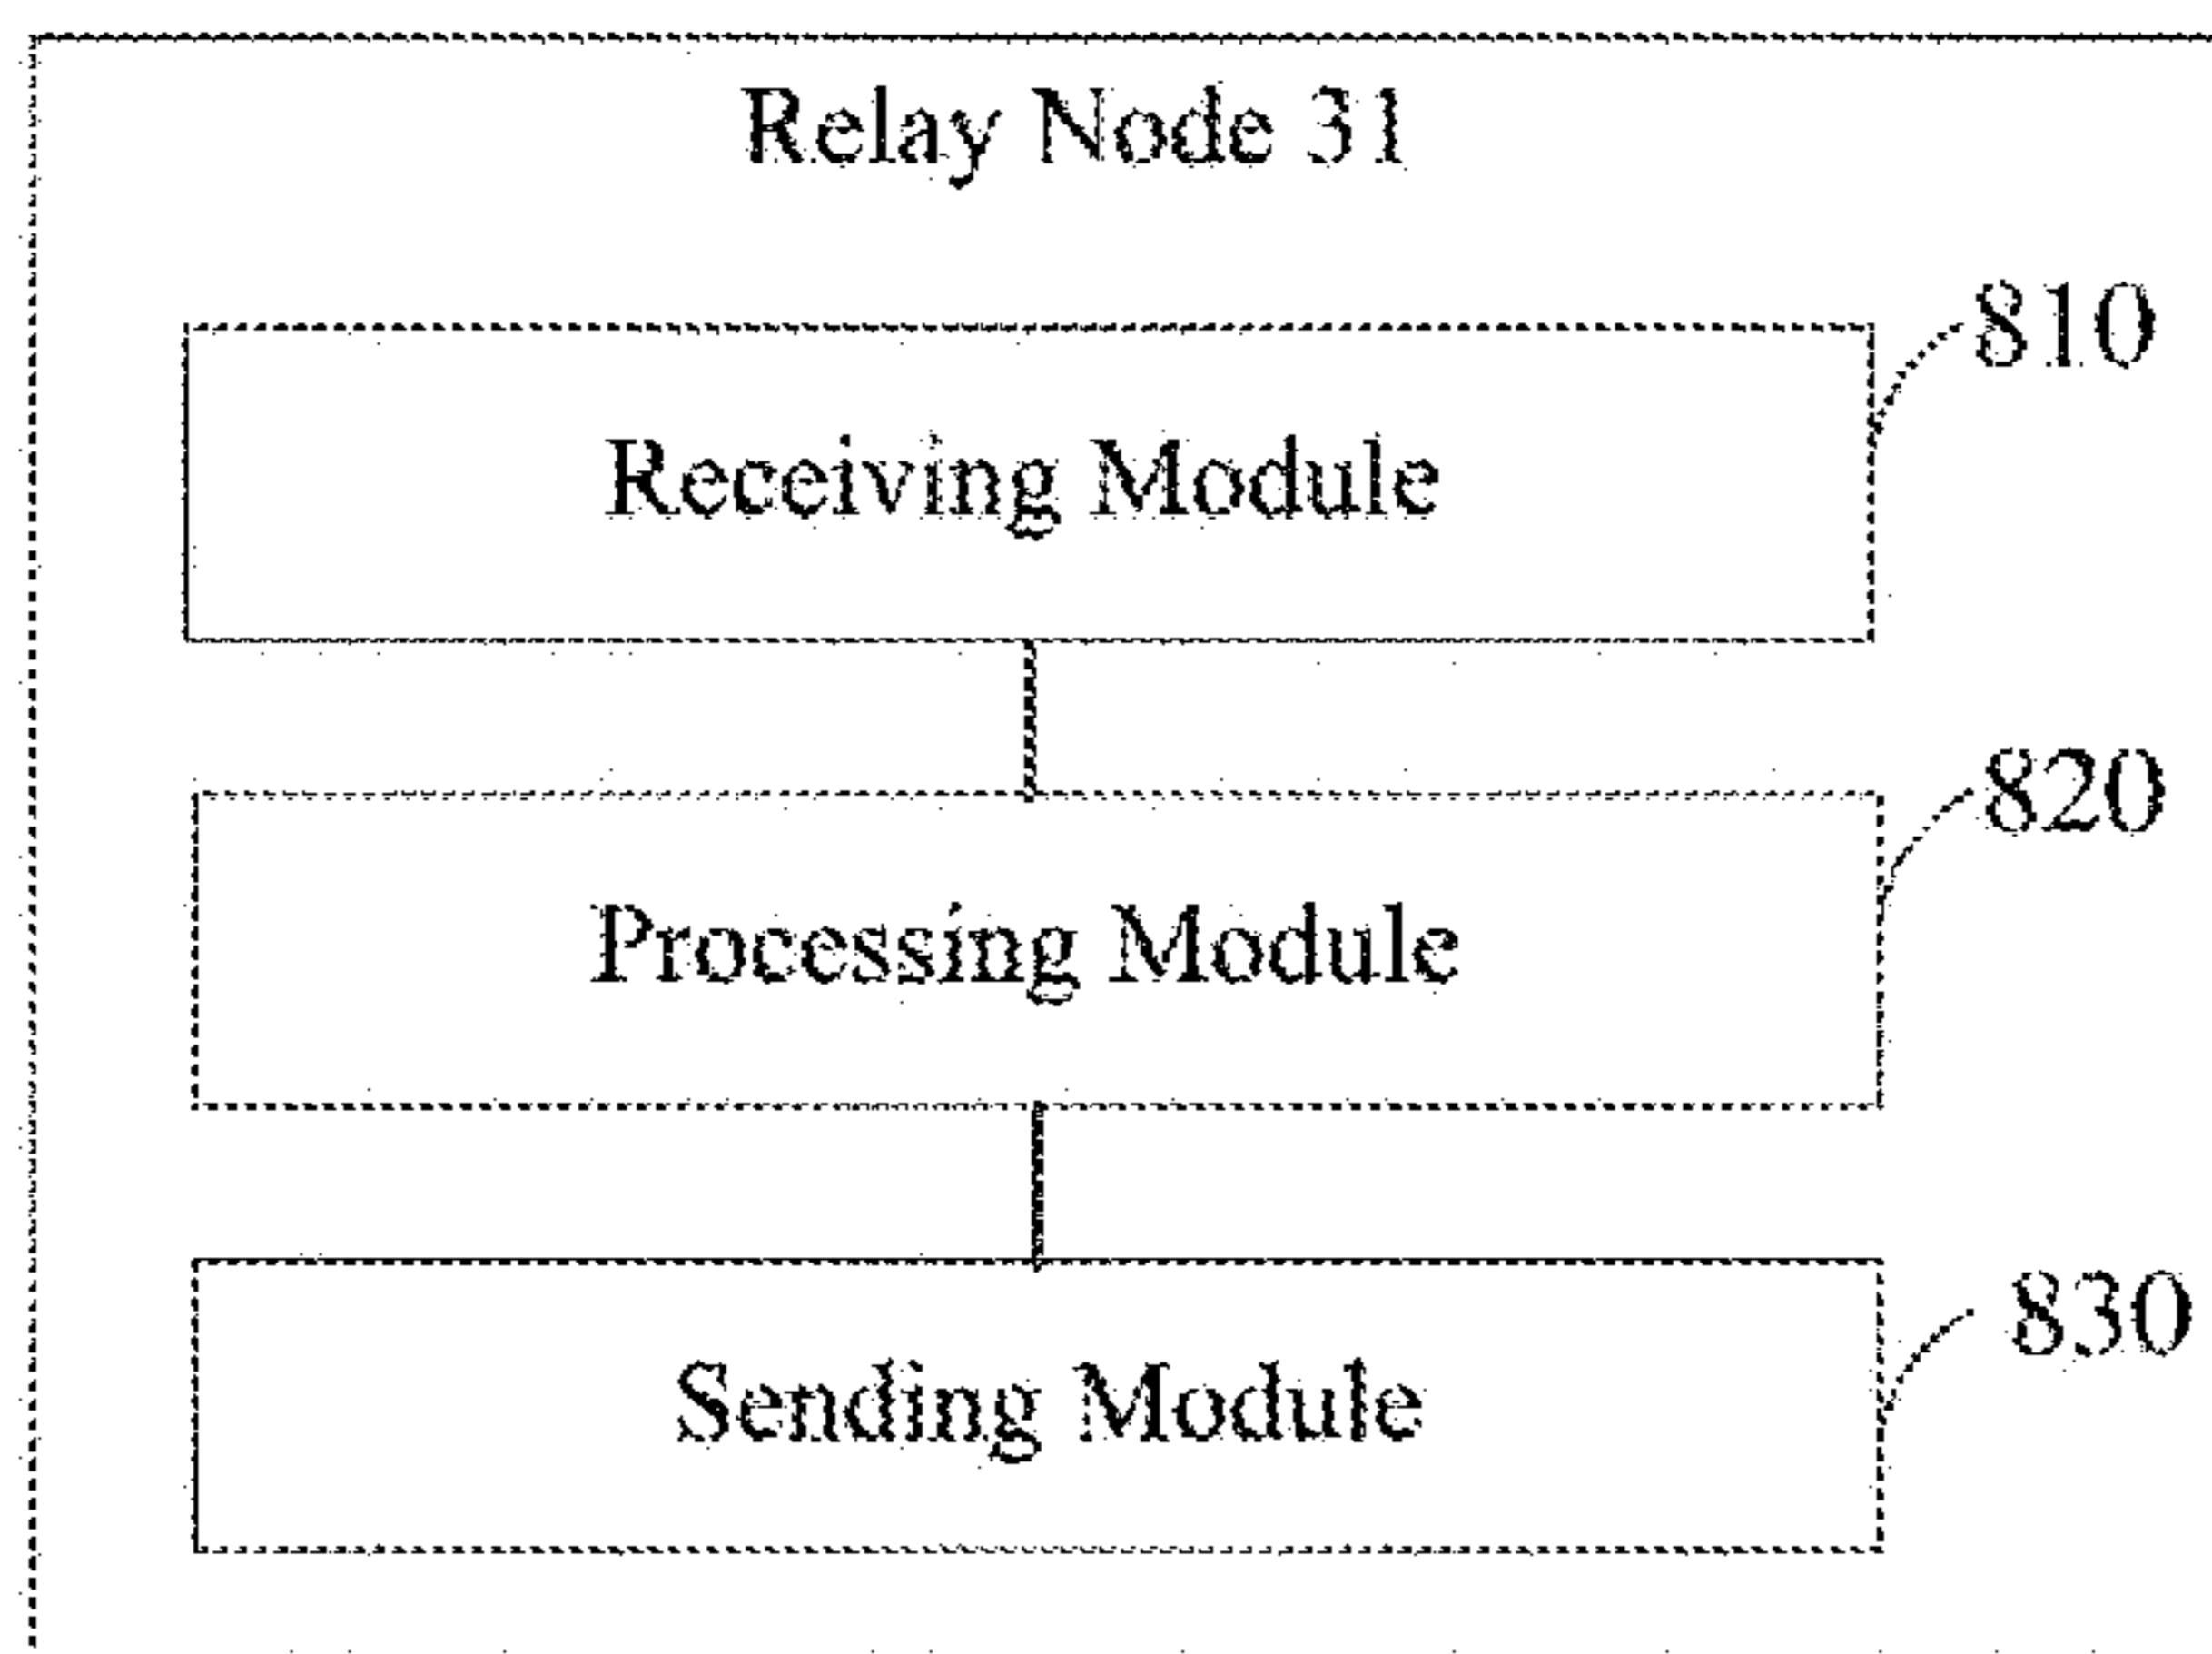 Relay Node 31
810
Receiving Module
820
Processing Module
830
Sending Module